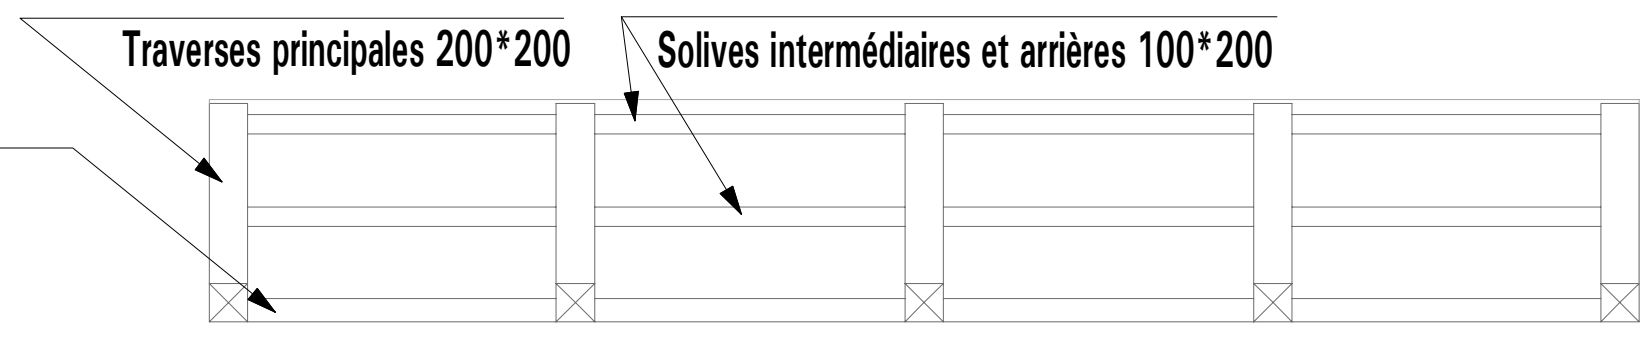 Traverses principales 200*200
Solives intermédiaires et arrières 100*200